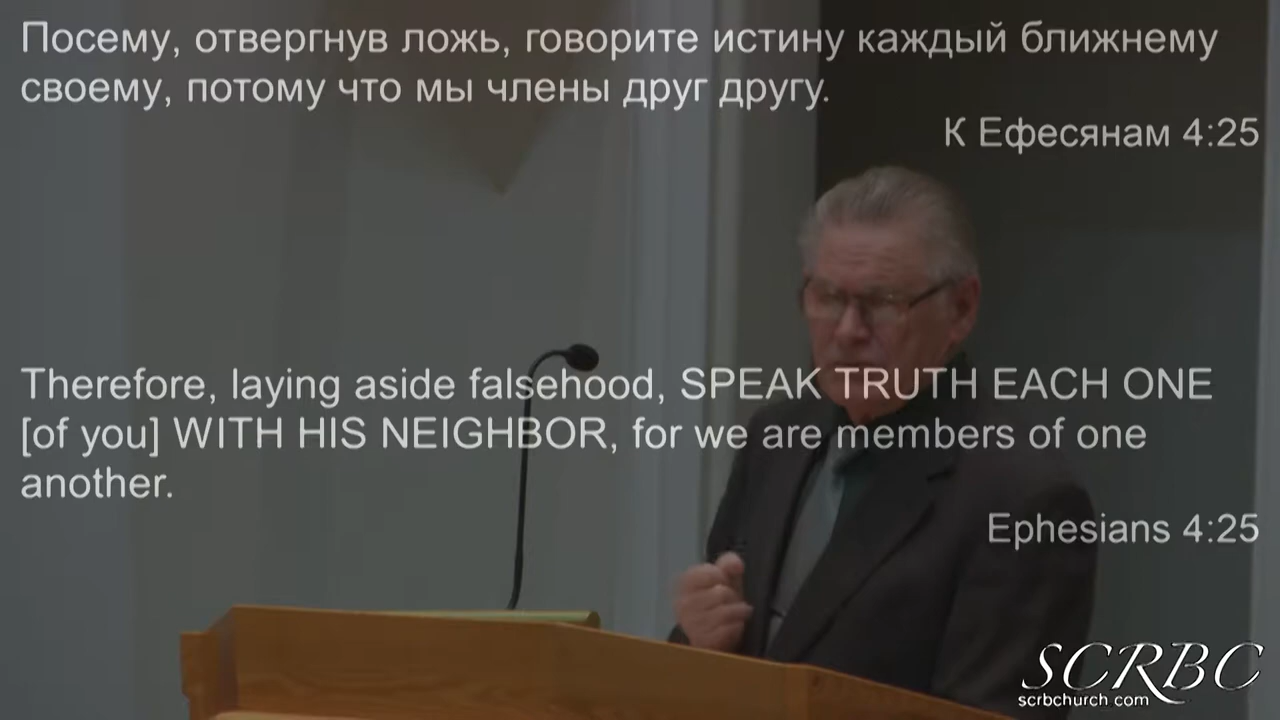 Посему, отвергнув ложь, говорите истину каждый ближнему
своему, потому что мы члены друг другу.
К Ефесянам 4:25
Therefore, laying aside falsehood, SPEAK TRUTH EACH ONE
[of you] WITH HIS NEIGHBOR, for we are members of one
another.
Ephesians 4:25
SCRBC
scrbchurch.com